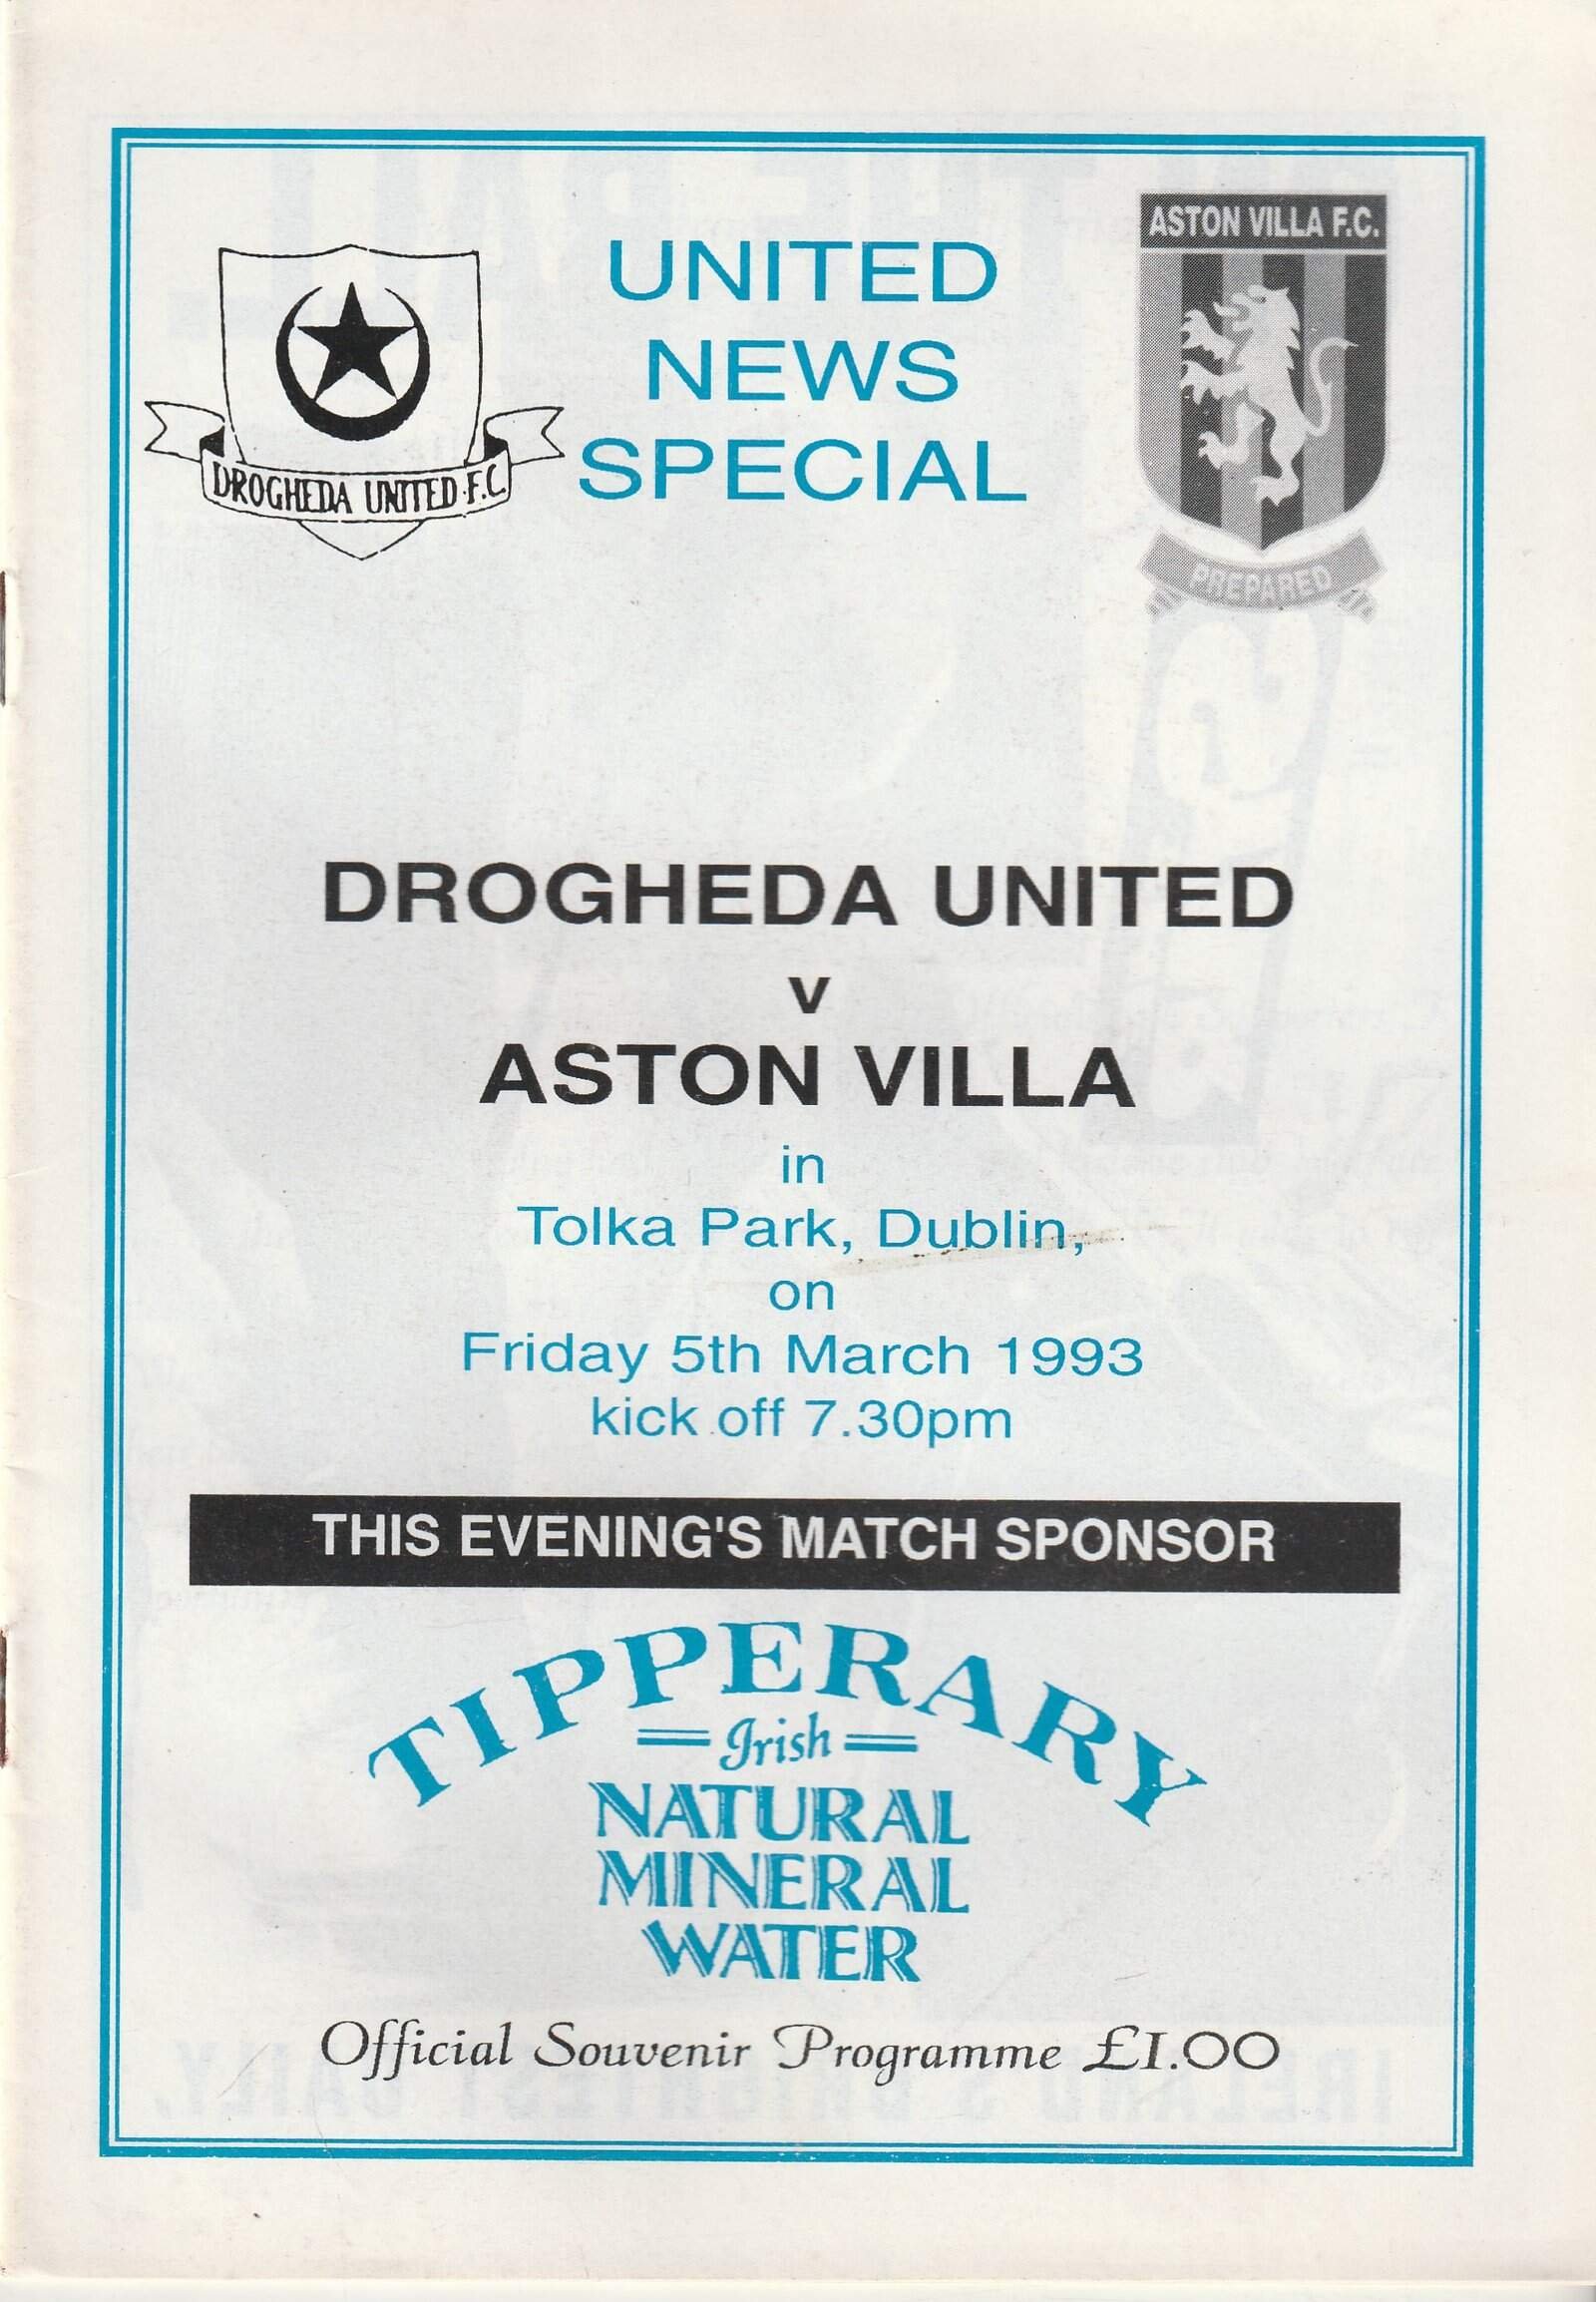 UNITED
NEWS
SPECIAL
DROGHEDA UNITED F.C.
ASTON VILLA F.C.
PREPARED
DROGHEDA UNITED
v
ASTON VILLA
in
Tolka Park, Dublin,
on
Friday 5th March 1993
kick off 7.30pm
THIS EVENING'S MATCH SPONSOR
TIPPERARY
Irish
NATURAL
MINERAL
WATER
Official Souvenir Programme £1.00